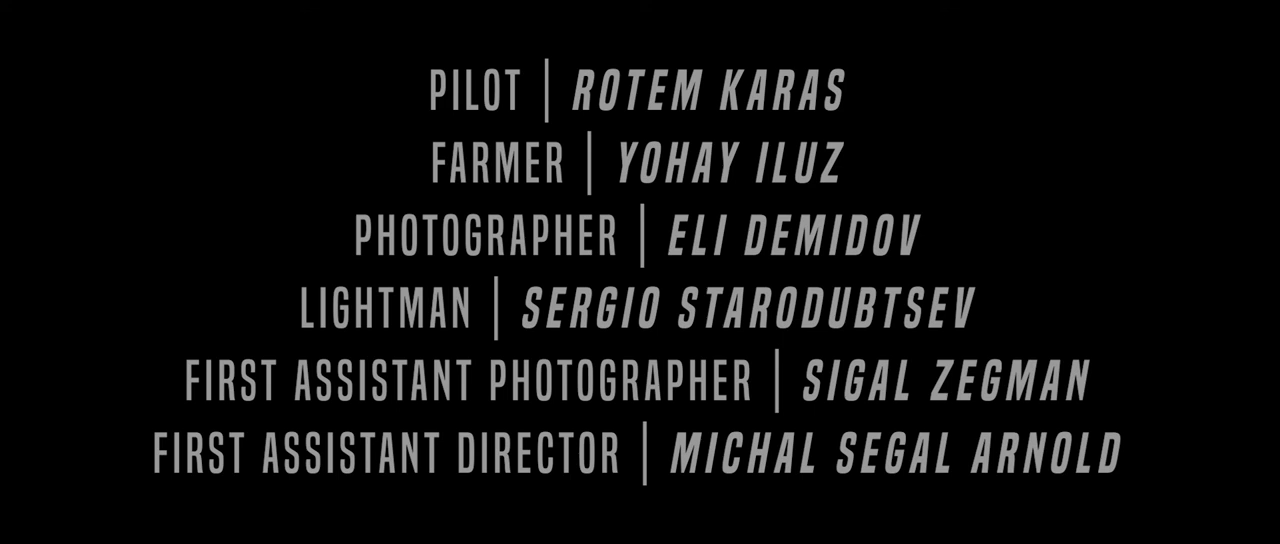 PILOT | ROTEM KARAS
FARMER | YOHAY ILUZ
PHOTOGRAPHER | ELI DEMIDOV
LIGHTMAN | SERGIO STARODUBTSEV
FIRST ASSISTANT PHOTOGRAPHER | SIGAL ZEGMAN
FIRST ASSISTANT DIRECTOR | MICHAL SEGAL ARNOLD